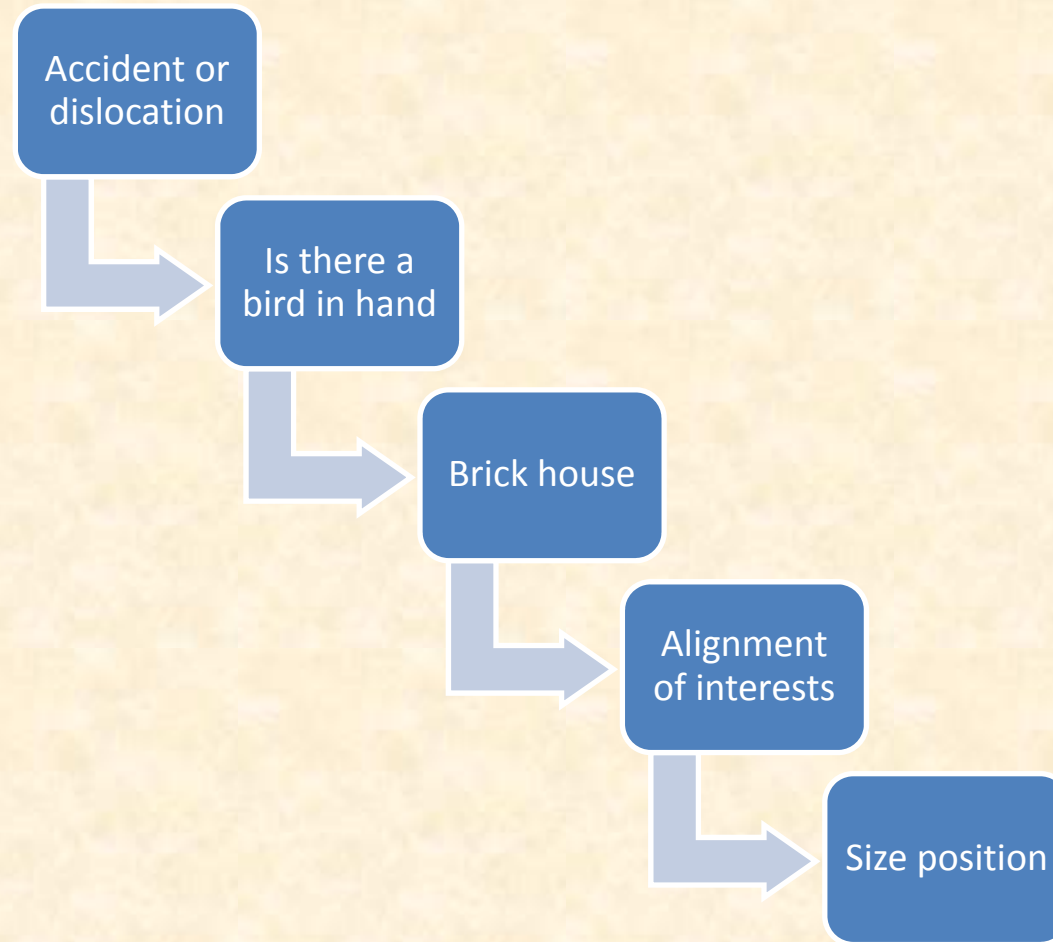 Accident or
dislocation
Is there a
bird in hand
Brick house
Alignment
of interests
Size position